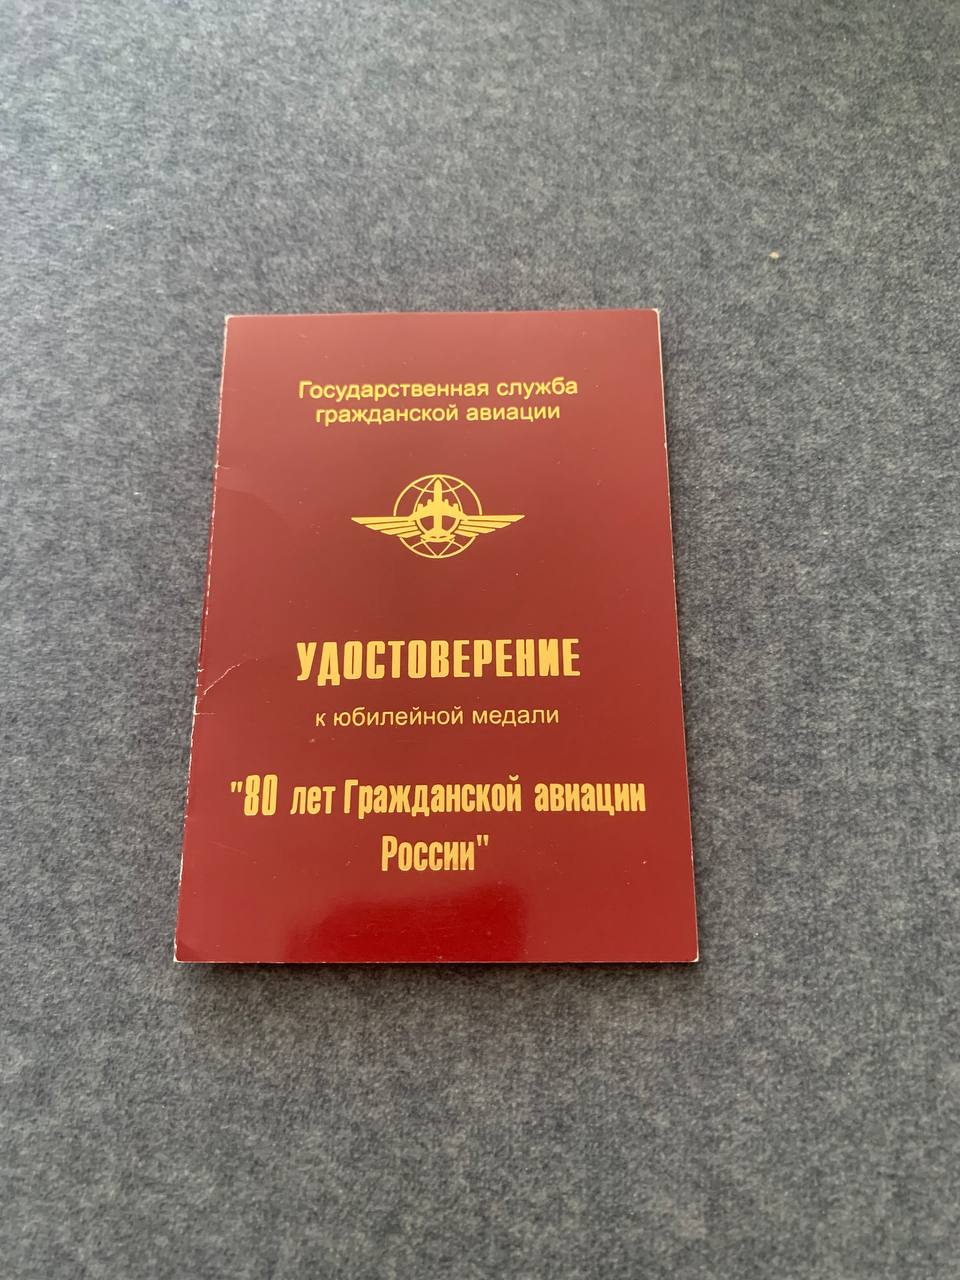 Государственная служба
гражданской авиации
УДОСТОВЕРЕНИЕ
к юбилейной медали
"80 лет Гражданской авиации
России"